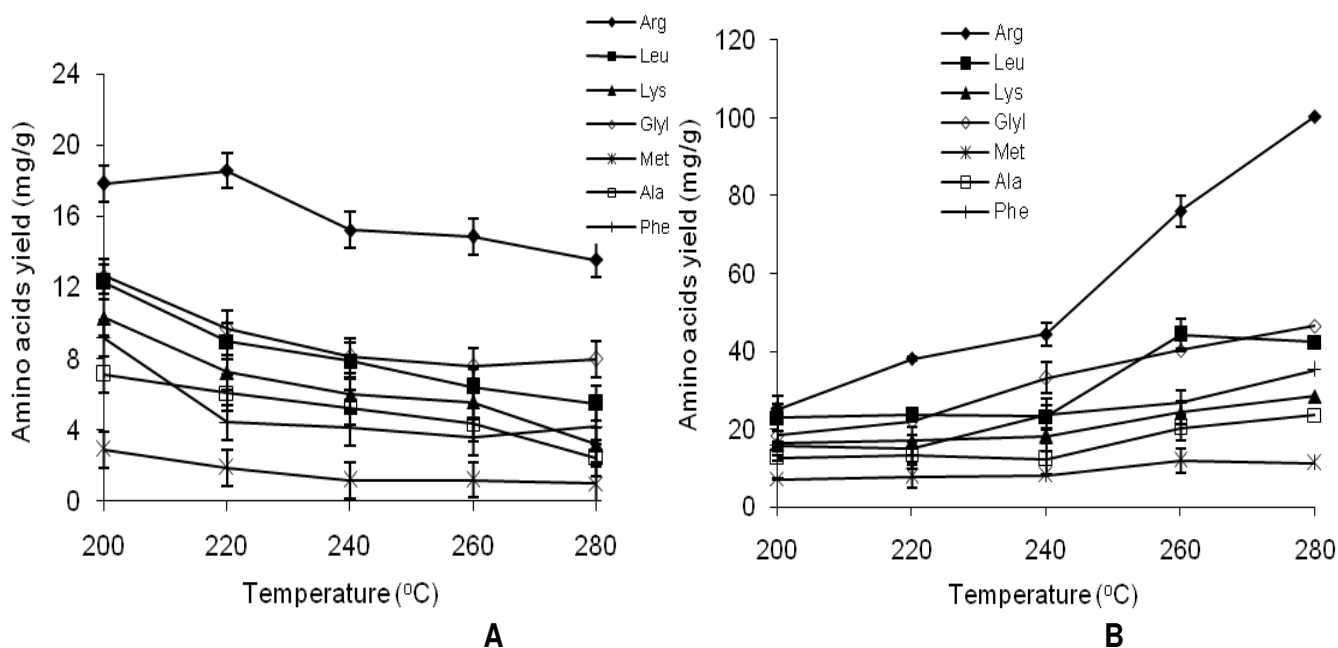 Arg
Leu
Lys
Glyl
Met
Ala
Phe
24
20
16
12
8
4
0
Amino acids yield (mg/g)
200 220 240 260 280
Temperature (⁰C)
A
Arg
Leu
Lys
Glyl
Met
Ala
Phe
120
100
80
60
40
20
0
Amino acids yield (mg/g)
200 220 240 260 280
Temperature (⁰C)
B